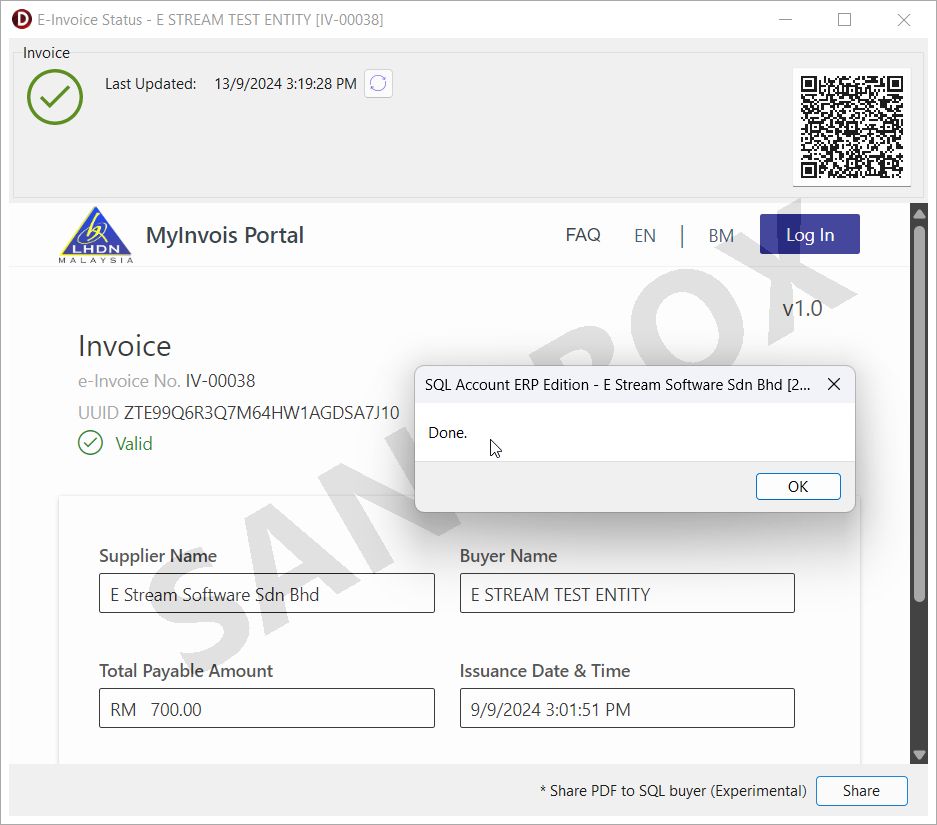 E-Invoice Status - E STREAM TEST ENTITY [IV-00038]
Invoice
Last Updated: 13/9/2024 3:19:28 PM
LHDN
MALAYSIA
MyInvois Portal
FAQ
EN
|
BM
Log In
v1.0
Invoice
e-Invoice No. IV-00038
UUID ZTE99Q6R3Q7M64HW1AGDSA7J10
Valid
SQL Account ERP Edition - E Stream Software Sdn Bhd [2...
Done.
OK
Supplier Name
E Stream Software Sdn Bhd
Buyer Name
E STREAM TEST ENTITY
Total Payable Amount
RM 700.00
Issuance Date & Time
9/9/2024 3:01:51 PM
* Share PDF to SQL buyer (Experimental)
Share